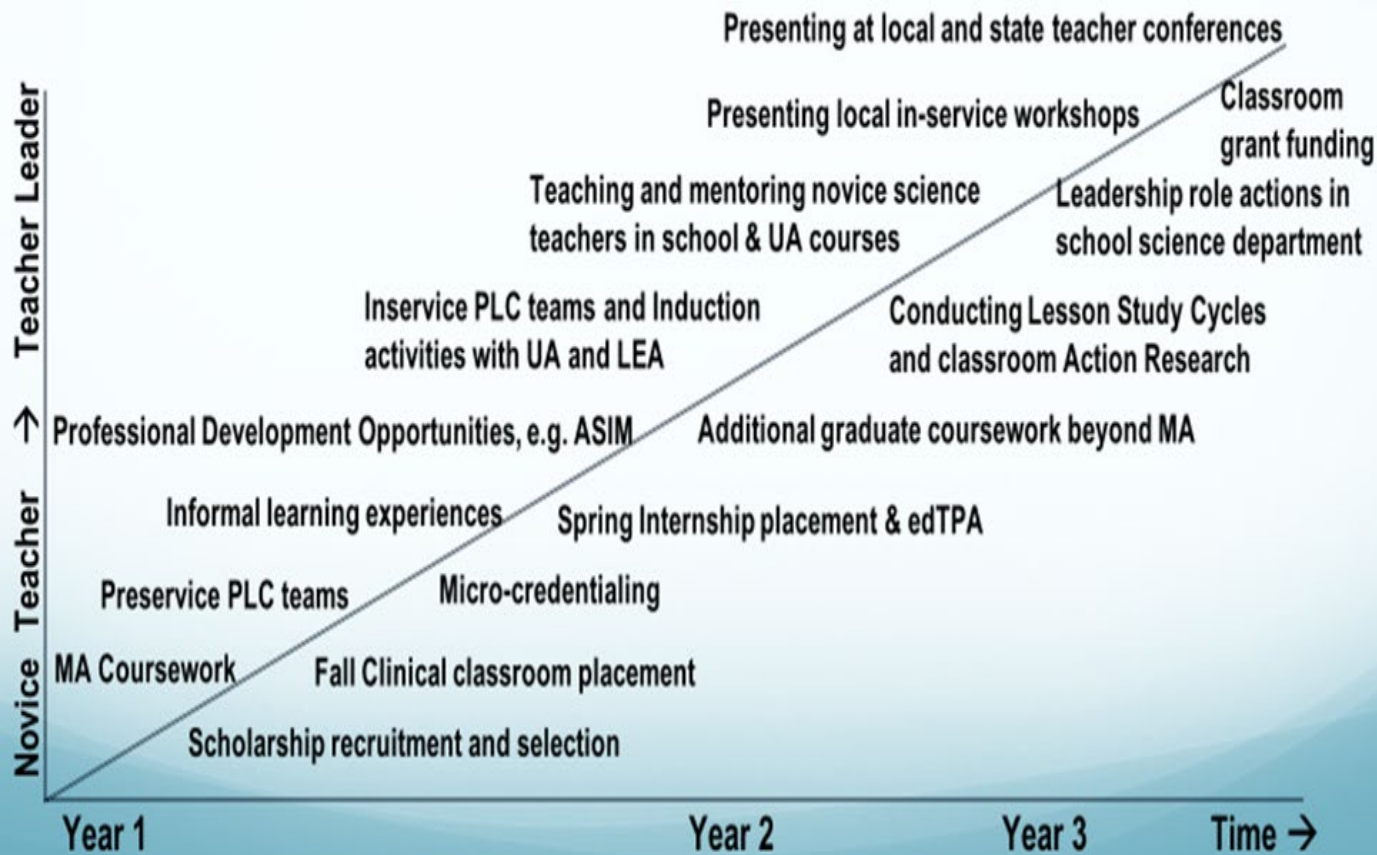 Presenting at local and state teacher conferences
Presenting local in-service workshops
Classroom
grant funding
Teaching and mentoring novice science
teachers in school & UA courses
Leadership role actions in
school science department
Inservice PLC teams and Induction
activities with UA and LEA
Conducting Lesson Study Cycles
and classroom Action Research
Professional Development Opportunities, e.g. ASIM
Additional graduate coursework beyond MA
Informal learning experiences
Spring Internship placement & edTPA
Preservice PLC teams
Micro-credentialing
MA Coursework
Fall Clinical classroom placement
Scholarship recruitment and selection
Novice Teacher → Teacher Leader
Year 1
Year 2
Year 3
Time →